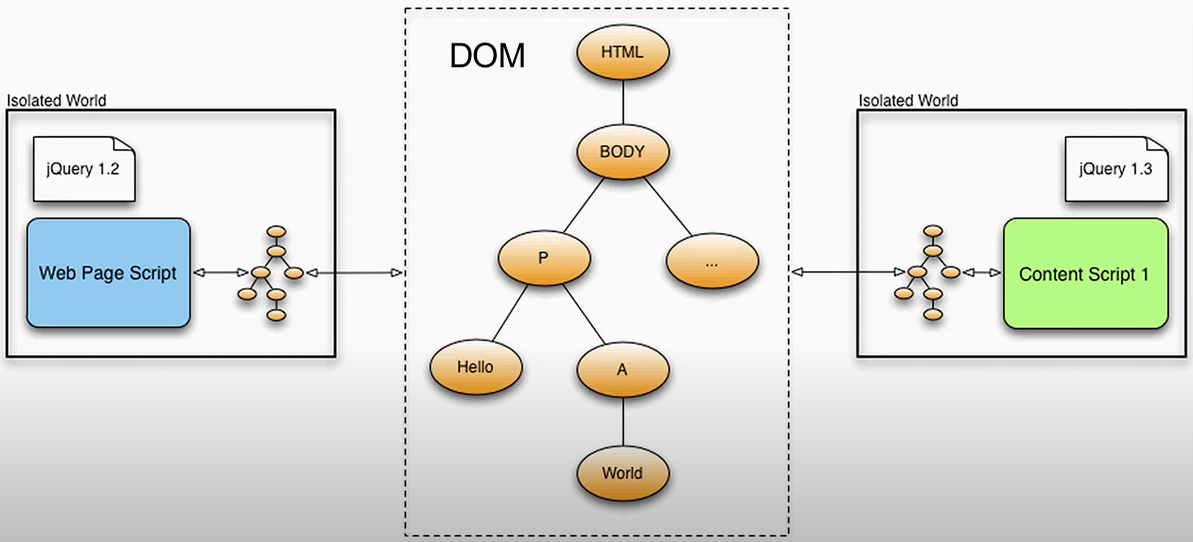 DOM
HTML
Isolated World
Isolated World
jQuery 1.2
jQuery 1.3
BODY
Web Page Script
P
...
Content Script 1
Hello
A
World